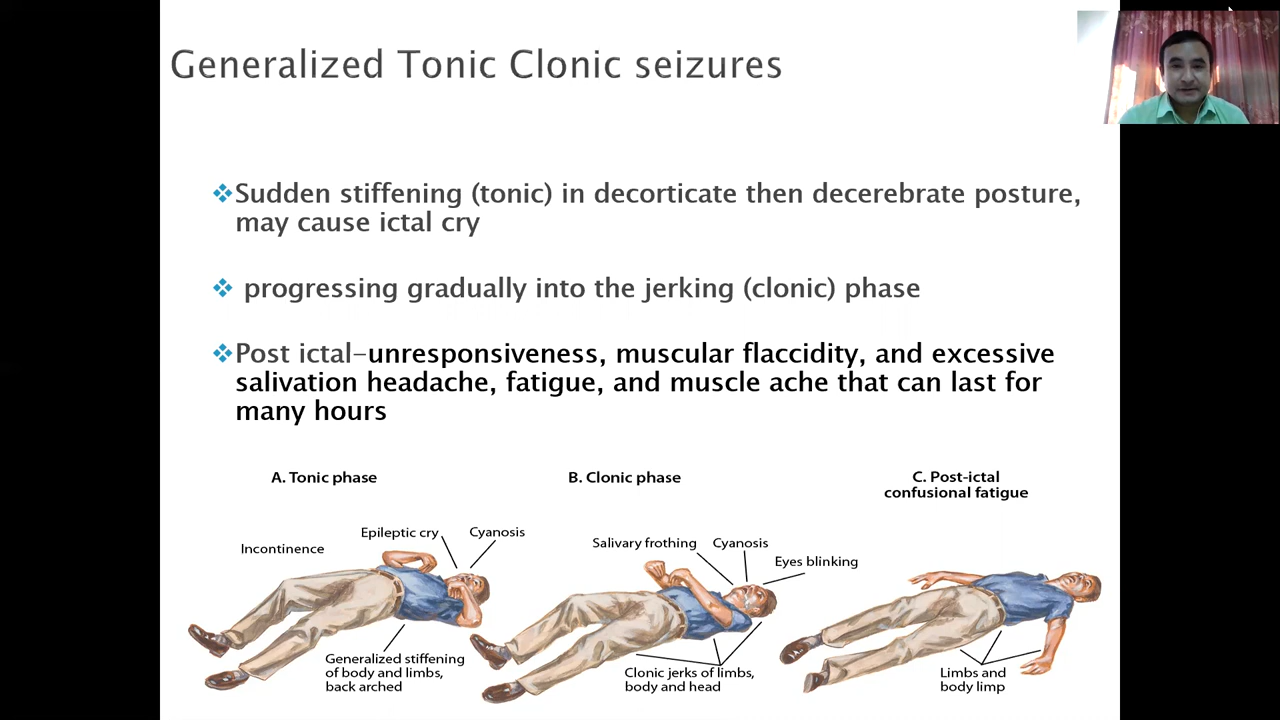 Generalized Tonic Clonic seizures
❖Sudden stiffening (tonic) in decorticate then decerebrate posture,
may cause ictal cry
❖ progressing gradually into the jerking (clonic) phase
❖Post ictal-unresponsiveness, muscular flaccidity, and excessive
salivation headache, fatigue, and muscle ache that can last for
many hours
A. Tonic phase
Incontinence
Epileptic cry
Cyanosis
Generalized stiffening
of body and limbs,
back arched
B. Clonic phase
Salivary frothing
Cyanosis
Eyes blinking
Clonic jerks of limbs,
body and head
C. Post-ictal
confusional fatigue
Limbs and
body limp